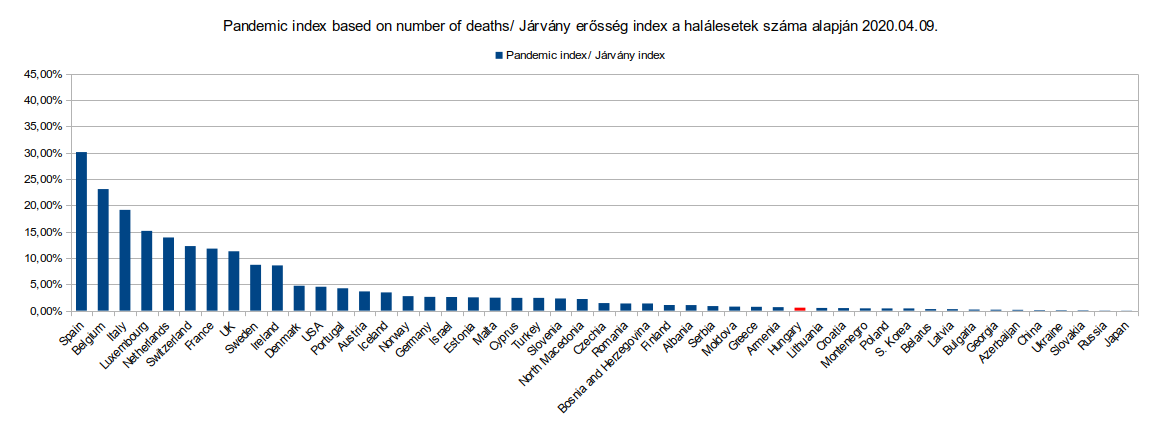 Pandemic index based on number of deaths/ Járvány erősség index a halálesetek száma alapján 2020.04.09.
Pandemic index/ Járvány index
45,00%
40,00%
35,00%
30,00%
25,00%
20,00%
15,00%
10,00%
5,00%
0,00%
Spain
Belgium
Italy
Luxembourg
Netherlands
Switzerland
France
UK
Sweden
Ireland
Denmark
USA
Portugal
Austria
Iceland
Norway
Germany
Israel
Estonia
Malta
Cyprus
Turkey
Slovenia
North Macedonia
Czechia
Romania
Bosnia and Herzegovina
Finland
Albania
Serbia
Moldova
Greece
Armenia
Hungary
Lithuania
Croatia
Montenegro
Poland
S. Korea
Belarus
Latvia
Bulgaria
Georgia
Azerbaijan
China
Ukraine
Slovakia
Russia
Japan